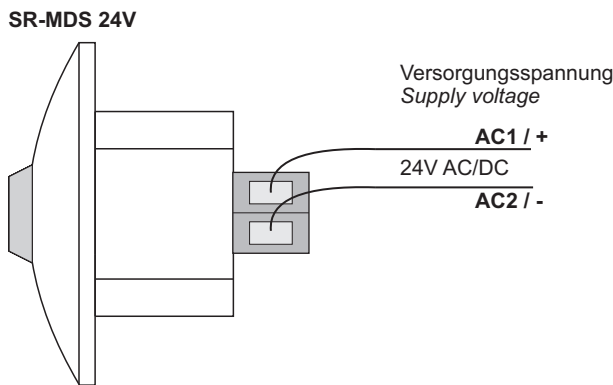 SR-MDS 24V
Versorgungsspannung
Supply voltage
AC1 / +
24V AC/DC
AC2 / -